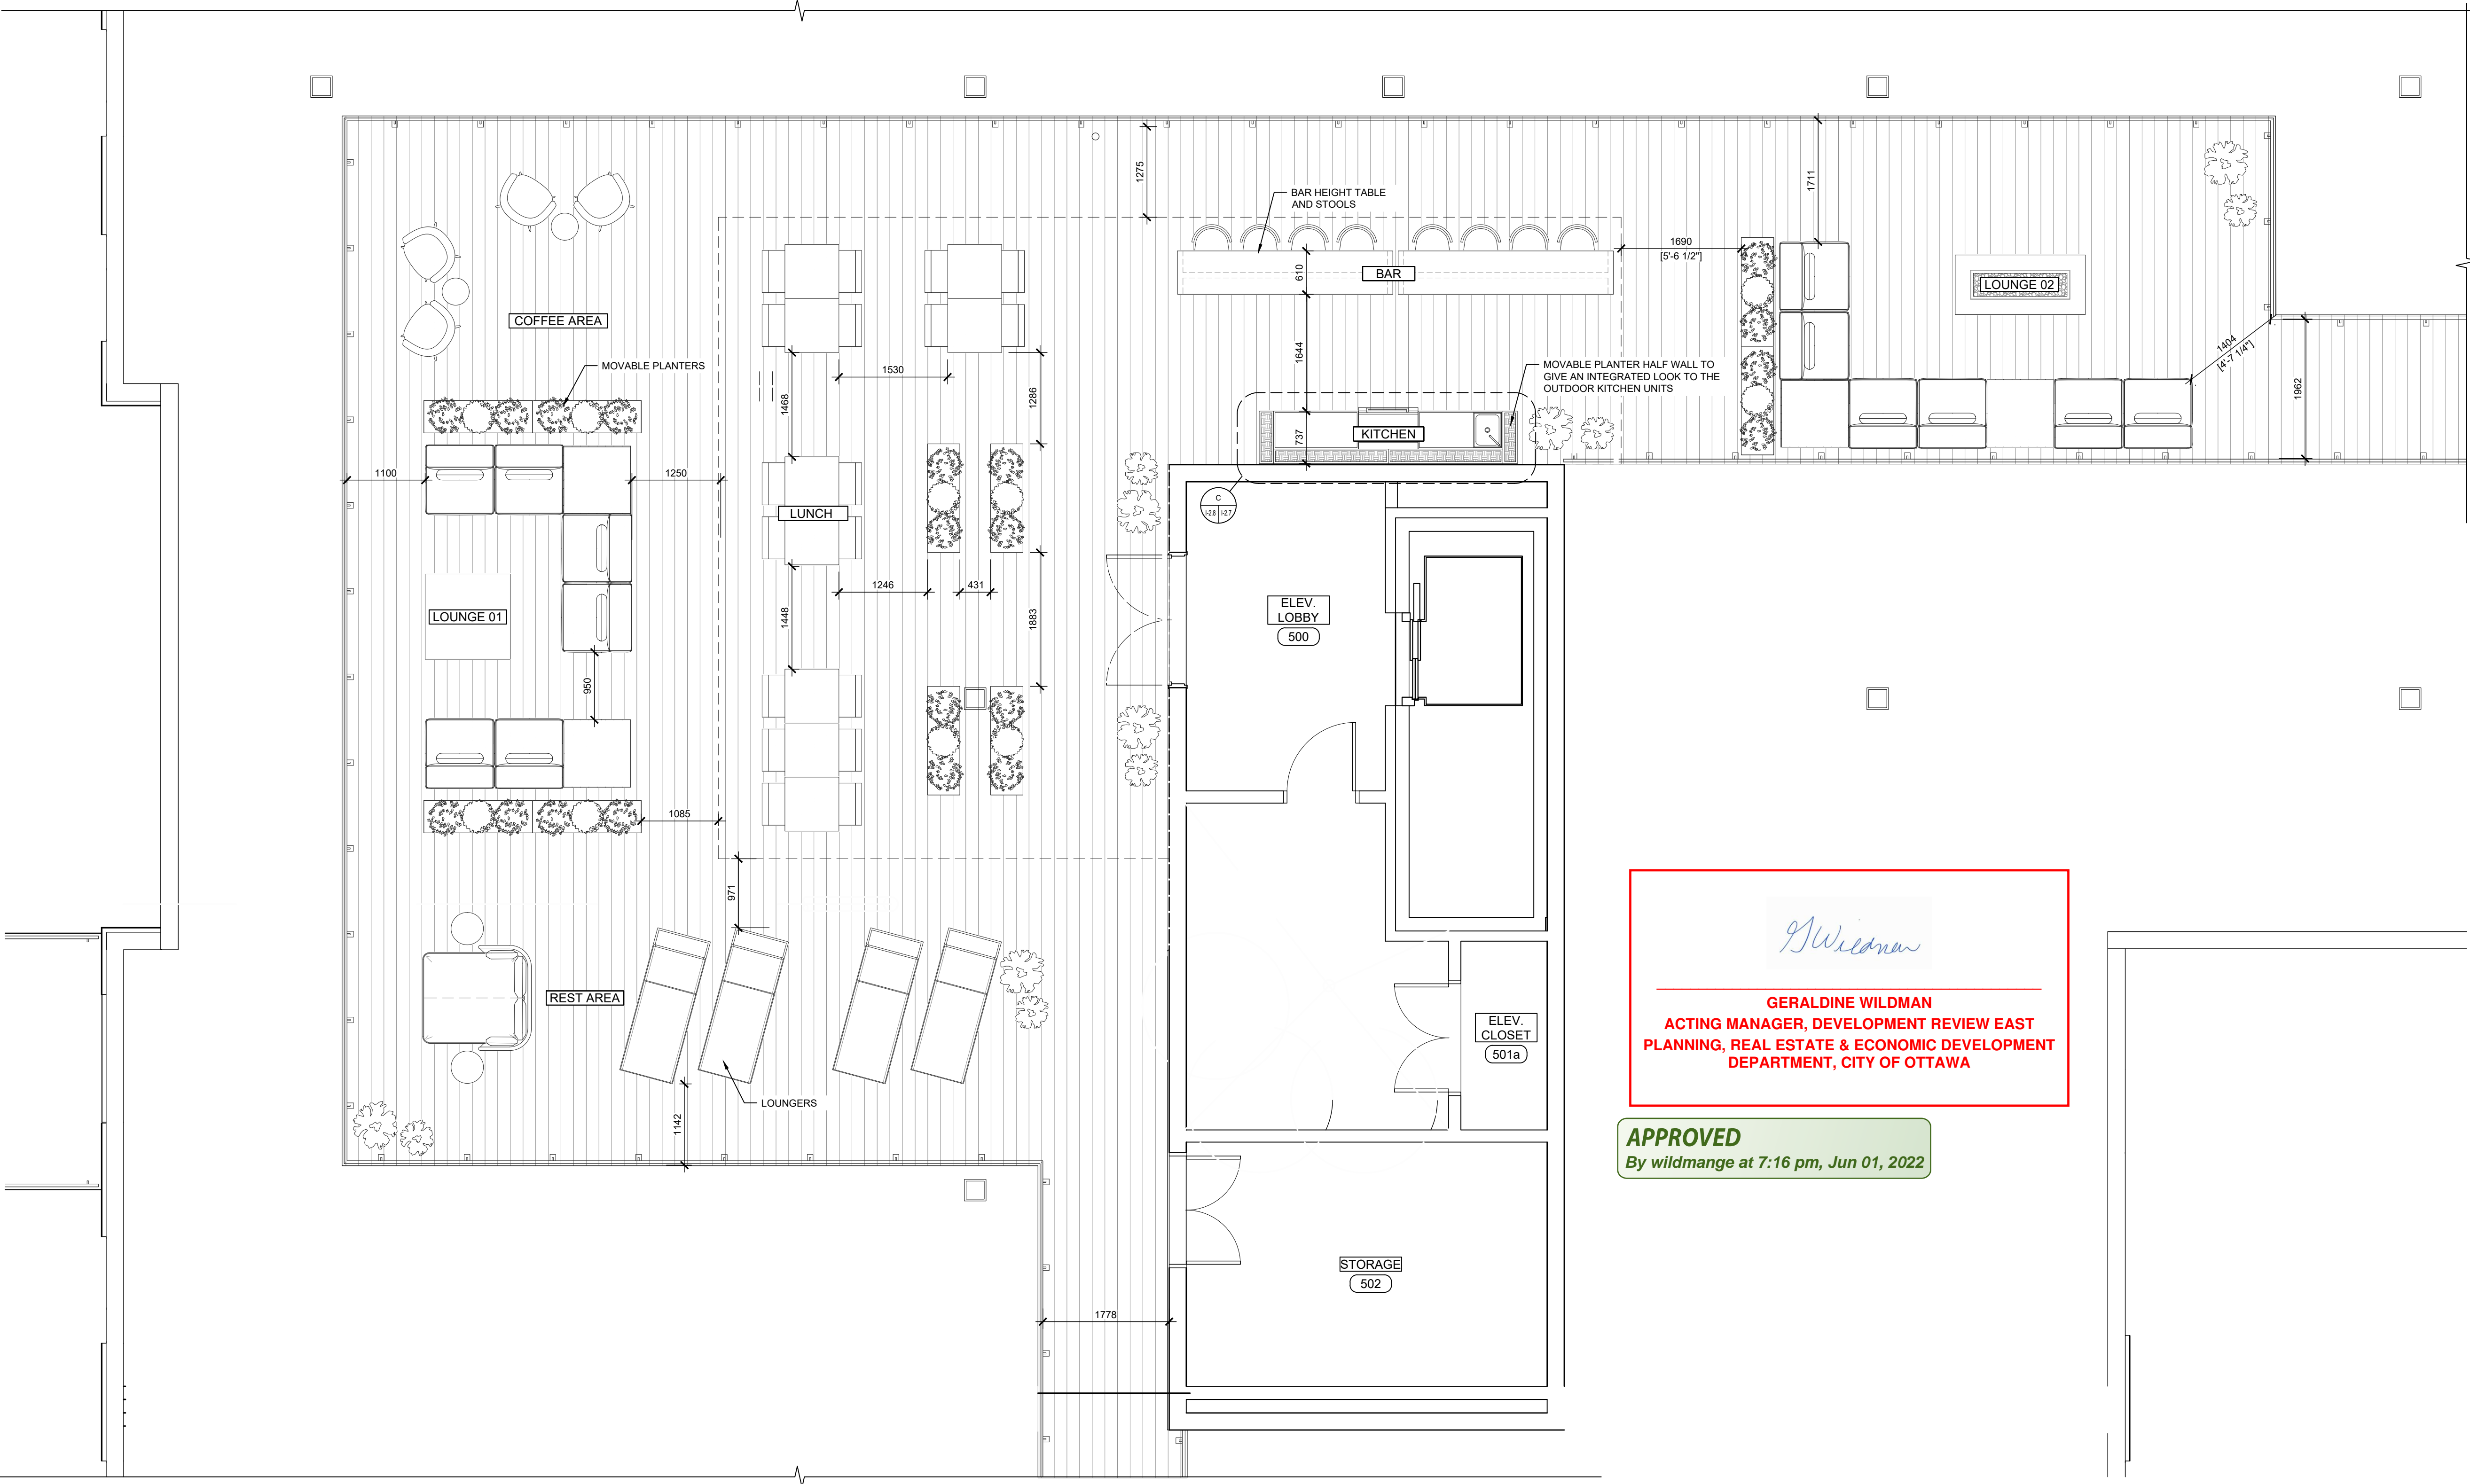 1275
1711
BAR HEIGHT TABLE
AND STOOLS
1690
[5'-6 1/2"]
610
BAR
LOUNGE 02
COFFEE AREA
1404
[4'-7 1/4"]
1962
MOVABLE PLANTERS
1530
1644
MOVABLE PLANTER HALF WALL TO
GIVE AN INTEGRATED LOOK TO THE
OUTDOOR KITCHEN UNITS
1468
1286
KITCHEN
737
1100
1250
LUNCH
C
I-2.8
I-2.7
1246
431
LOUNGE 01
1448
1883
ELEV.
LOBBY
500
950
1085
971
REST AREA
LOUNGERS
1142
ELEV.
CLOSET
501a
GWildman
GERALDINE WILDMAN
ACTING MANAGER, DEVELOPMENT REVIEW EAST
PLANNING, REAL ESTATE & ECONOMIC DEVELOPMENT
DEPARTMENT, CITY OF OTTAWA
APPROVED
By wildmange at 7:16 pm, Jun 01, 2022
STORAGE
502
1778